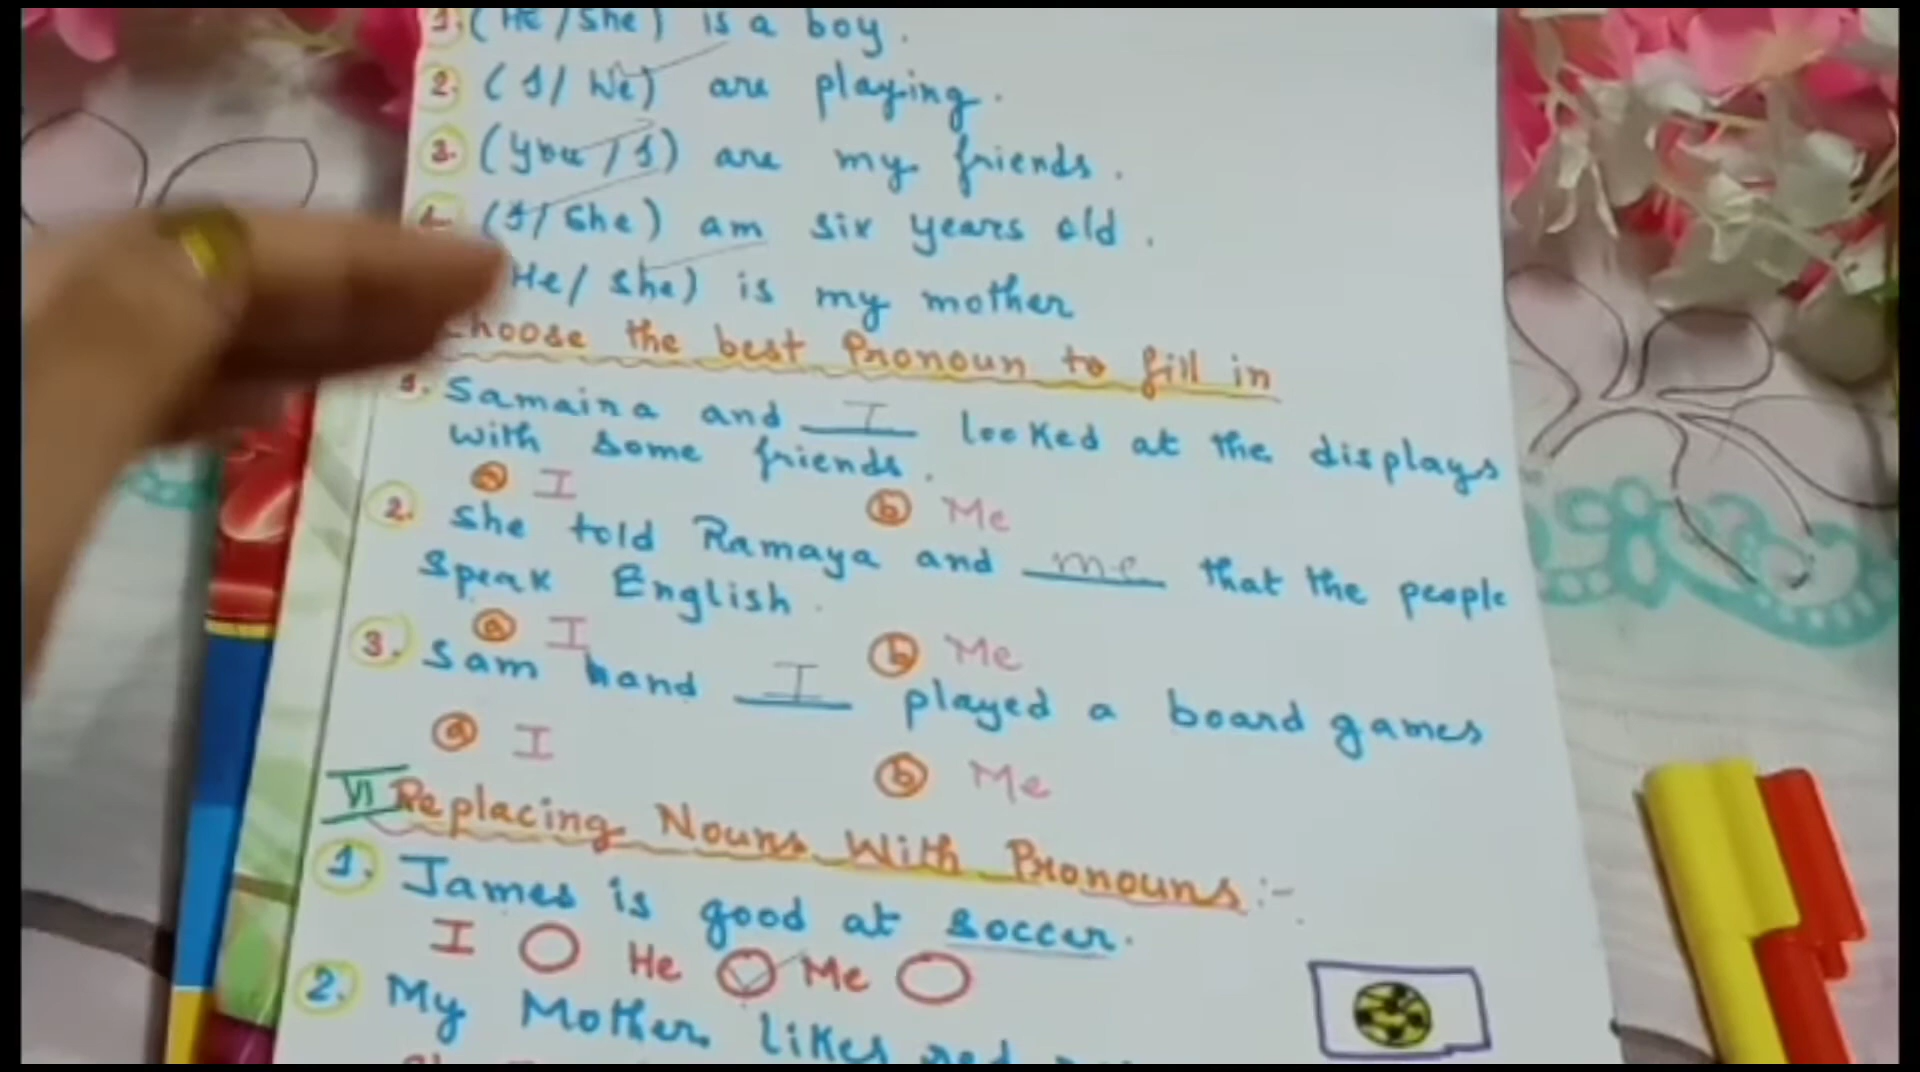 1. (He/She) is a boy.
2. (I/We) are playing.
3. (you/I) are my friends.
4. (I/She) am six years old.
He/She) is my mother
Choose the best Pronoun to fill in
1. Samaira and I looked at the displays
with some friends.
a I b Me
2. She told Ramaya and me that the people
speak English.
a I b Me
3. Sam hand I played a board games
a I b Me
VI Replacing Nouns With Pronouns:-
1. James is good at soccer.
I He Me
2. My Mother likes red